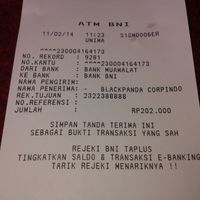 ATM BNI
11/02/14 11:23 S1GWDO06ER
UNIMA
****230004164173
NO. REKORD = 9281
NO.KARTU = ****230004164173
DARI BANK : BANK MUAMALAT
KE BANK : BANK BNI
NAMA PENGIRIM:
NAMA PENERIMA: - BLACKPANDA CORPINDO
REK.TUJUAN : 2322388888
NO.REFERENSI :
JUMLAH : RP202.000
SIMPAN TANDA TERIMA INI
SEBAGAI BUKTI TRANSAKSI YANG SAH
REJEKI BNI TAPLUS
TINGKATKAN SALDO & TRANSAKSI E-BANKING
TARIK REJEKI MENARIKNYA !!